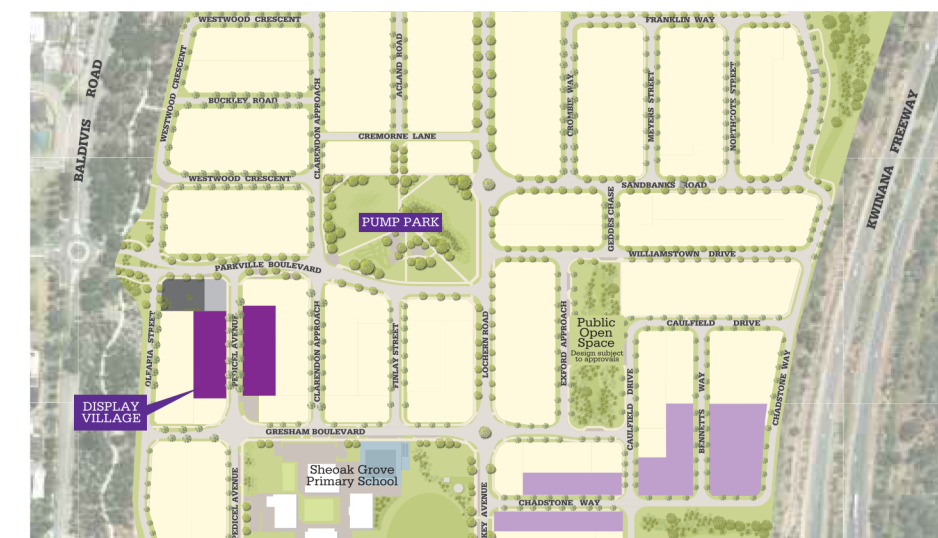 WESTWOOD CRESCENT
FRANKLIN WAY
BALDIVIS ROAD
WESTWOOD CRESCENT
BUCKLEY ROAD
CLARENDON APPROACH
ACLAND ROAD
CREMORNE LANE
CROMBIE WAY
MEYERS STREET
NORTHCOTE STREET
KWINANA FREEWAY
WESTWOOD CRESCENT
SANDBANKS ROAD
PUMP PARK
GEDDES CHASE
WILLIAMSTOWN DRIVE
PARKVILLE BOULEVARD
OLEAPIA STREET
PEDICEL AVENUE
CLARENDON APPROACH
FINLAY STREET
LOCHERN ROAD
EXFORD APPROACH
Public
Open
Space
Design subject
to approvals
CAULFIELD DRIVE
CAULFIELD DRIVE
BENNETTS WAY
CHADSTONE WAY
DISPLAY
VILLAGE
GRESHAM BOULEVARD
Sheoak Grove
Primary School
PEDICEL AVENUE
KEY AVENUE
CHADSTONE WAY